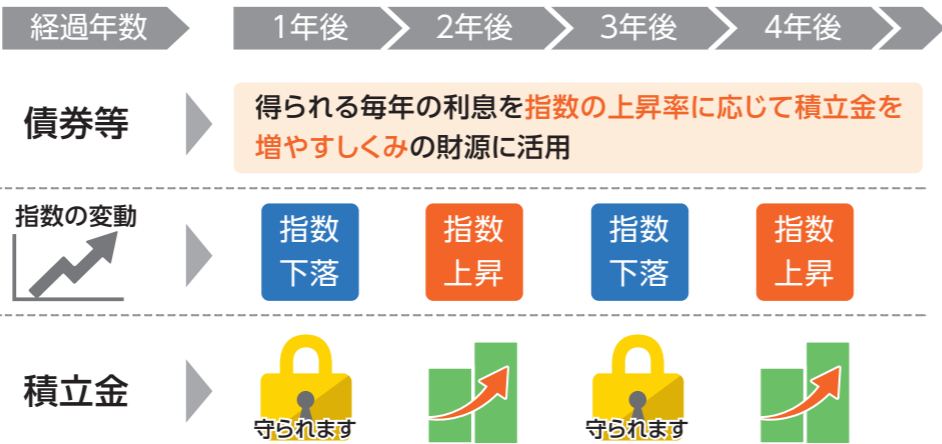 経過年数
1年後
2年後
3年後
4年後
債券等
得られる毎年の利息を指数の上昇率に応じて積立金を
増やすしくみの財源に活用
指数の変動
指数
下落
指数
上昇
指数
下落
指数
上昇
積立金
守られます
守られます